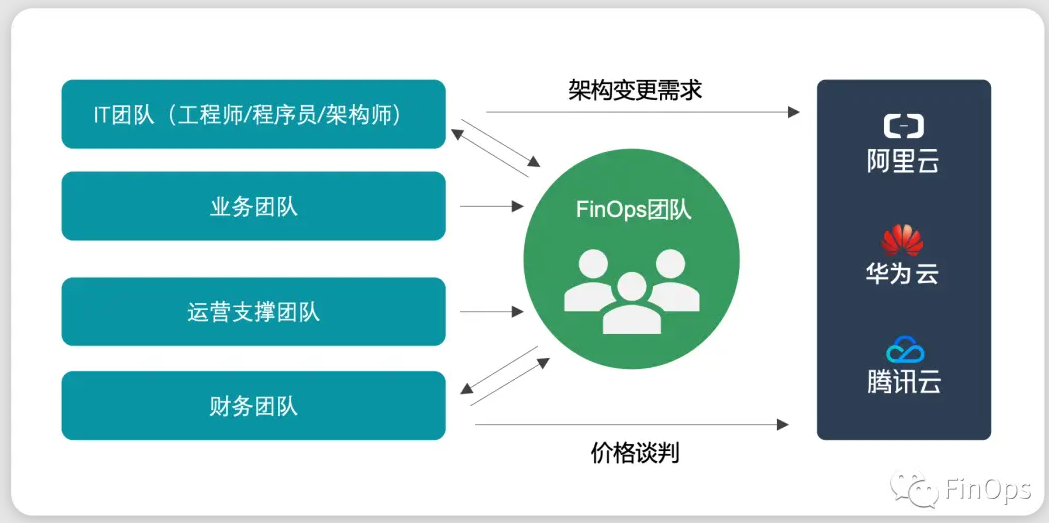 架构变更需求
IT团队（工程师/程序员/架构师）
业务团队
运营支撑团队
财务团队
FinOps团队
价格谈判
阿里云
华为云
腾讯云
FinOps